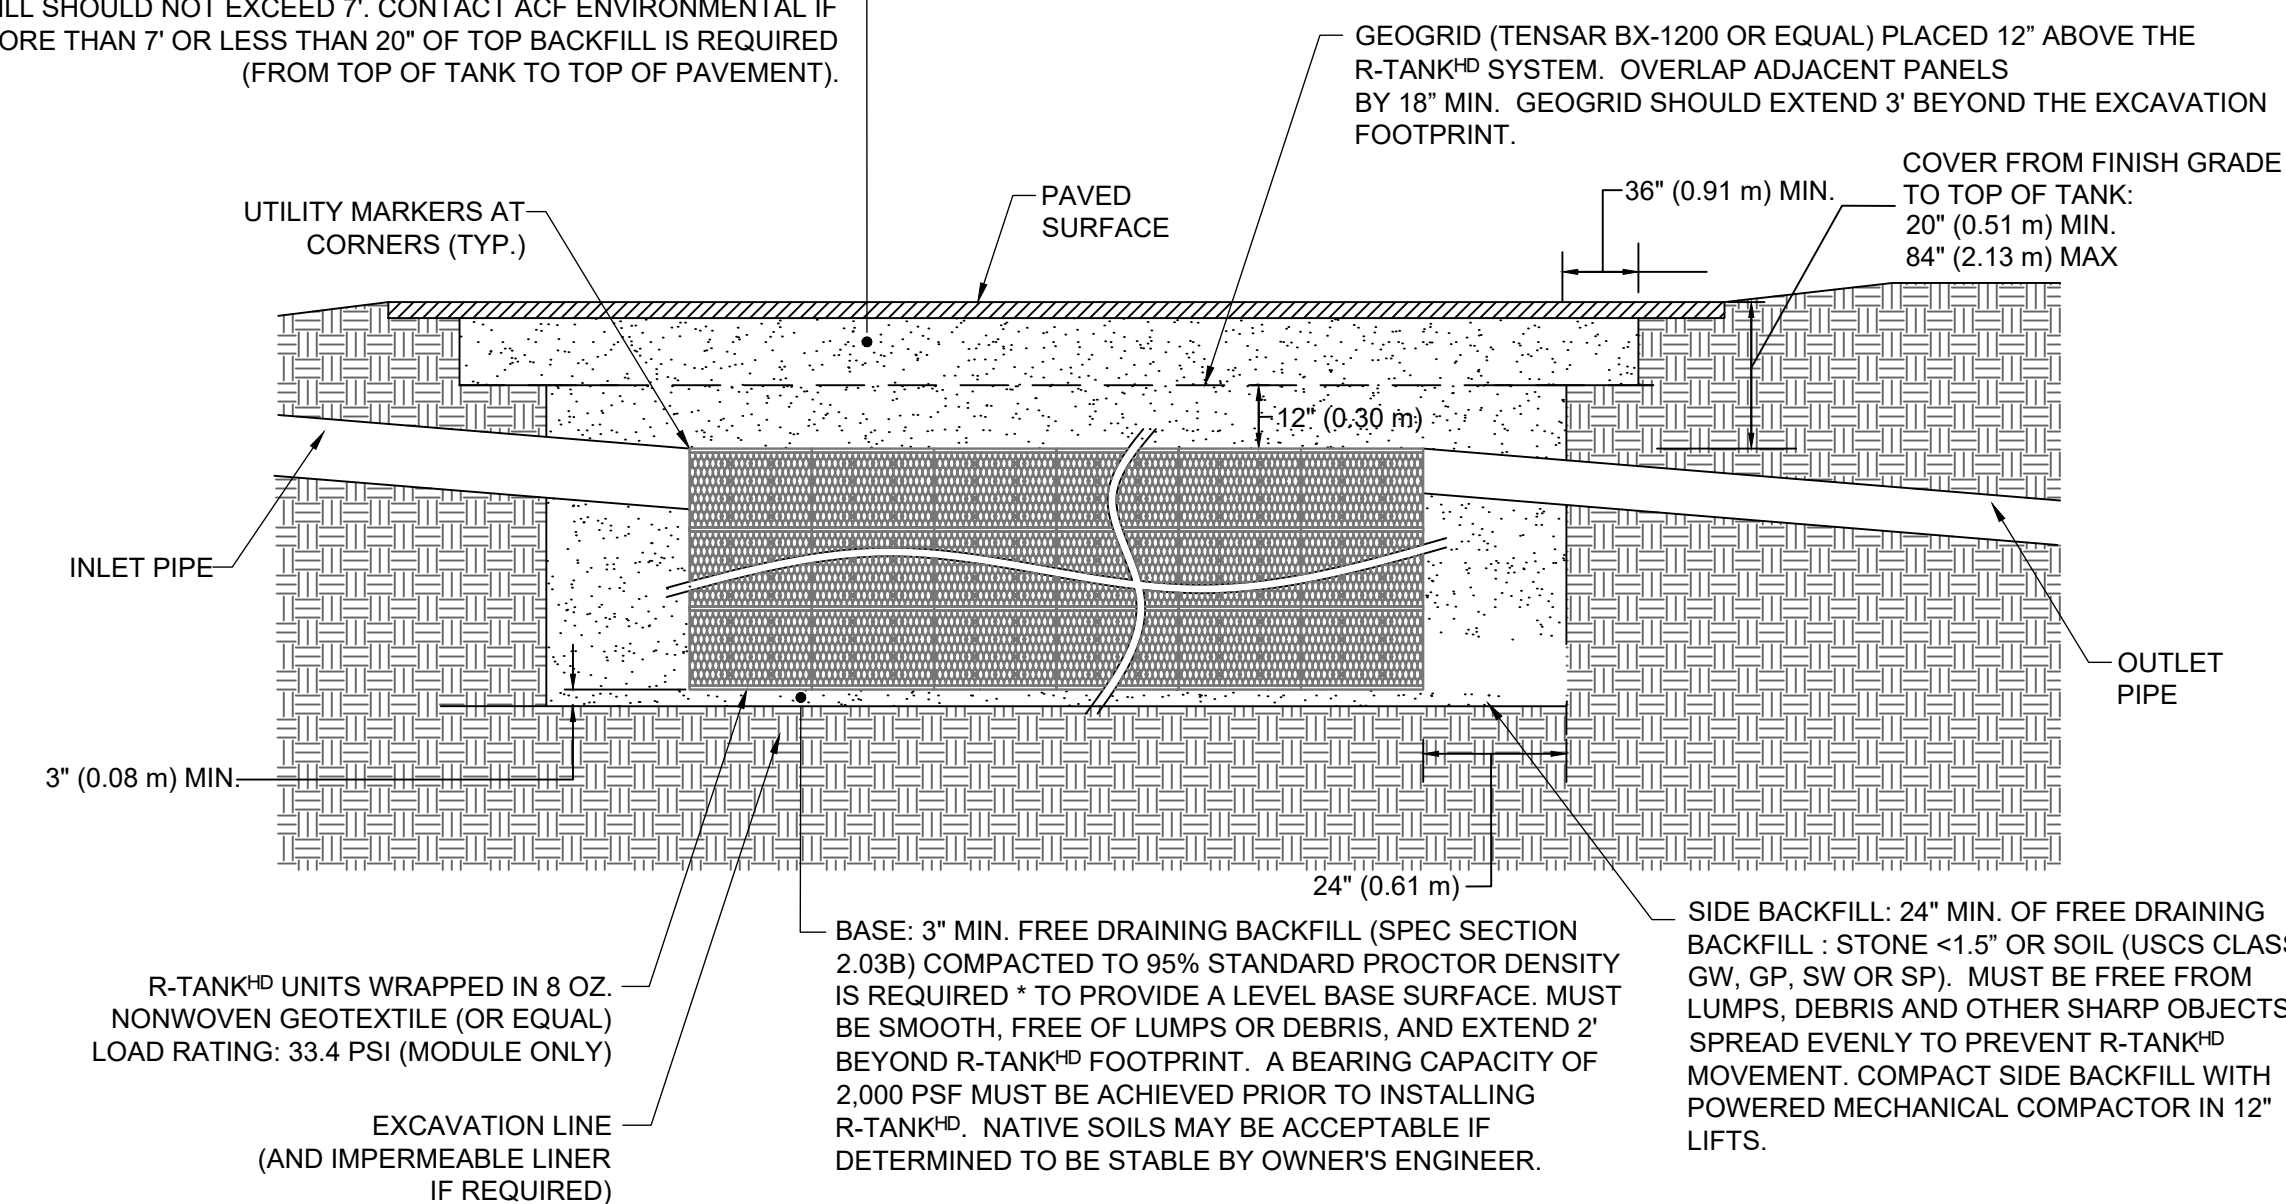 ILL SHOULD NOT EXCEED 7'. CONTACT ACF ENVIRONMENTAL IF
ORE THAN 7' OR LESS THAN 20" OF TOP BACKFILL IS REQUIRED
(FROM TOP OF TANK TO TOP OF PAVEMENT).
GEOGRID (TENSAR BX-1200 OR EQUAL) PLACED 12” ABOVE THE
R-TANKHD SYSTEM. OVERLAP ADJACENT PANELS
BY 18” MIN. GEOGRID SHOULD EXTEND 3' BEYOND THE EXCAVATION
FOOTPRINT.
COVER FROM FINISH GRADE
TO TOP OF TANK:
20" (0.51 m) MIN.
84" (2.13 m) MAX
36" (0.91 m) MIN.
PAVED
SURFACE
UTILITY MARKERS AT
CORNERS (TYP.)
12" (0.30 m)
INLET PIPE
OUTLET
PIPE
3" (0.08 m) MIN.
24" (0.61 m)
R-TANKHD UNITS WRAPPED IN 8 OZ.
NONWOVEN GEOTEXTILE (OR EQUAL)
LOAD RATING: 33.4 PSI (MODULE ONLY)
EXCAVATION LINE
(AND IMPERMEABLE LINER
IF REQUIRED)
BASE: 3" MIN. FREE DRAINING BACKFILL (SPEC SECTION
2.03B) COMPACTED TO 95% STANDARD PROCTOR DENSITY
IS REQUIRED * TO PROVIDE A LEVEL BASE SURFACE. MUST
BE SMOOTH, FREE OF LUMPS OR DEBRIS, AND EXTEND 2'
BEYOND R-TANKHD FOOTPRINT. A BEARING CAPACITY OF
2,000 PSF MUST BE ACHIEVED PRIOR TO INSTALLING
R-TANKHD. NATIVE SOILS MAY BE ACCEPTABLE IF
DETERMINED TO BE STABLE BY OWNER'S ENGINEER.
SIDE BACKFILL: 24" MIN. OF FREE DRAINING
BACKFILL : STONE <1.5” OR SOIL (USCS CLASS
GW, GP, SW OR SP). MUST BE FREE FROM
LUMPS, DEBRIS AND OTHER SHARP OBJECTS
SPREAD EVENLY TO PREVENT R-TANKHD
MOVEMENT. COMPACT SIDE BACKFILL WITH
POWERED MECHANICAL COMPACTOR IN 12"
LIFTS.